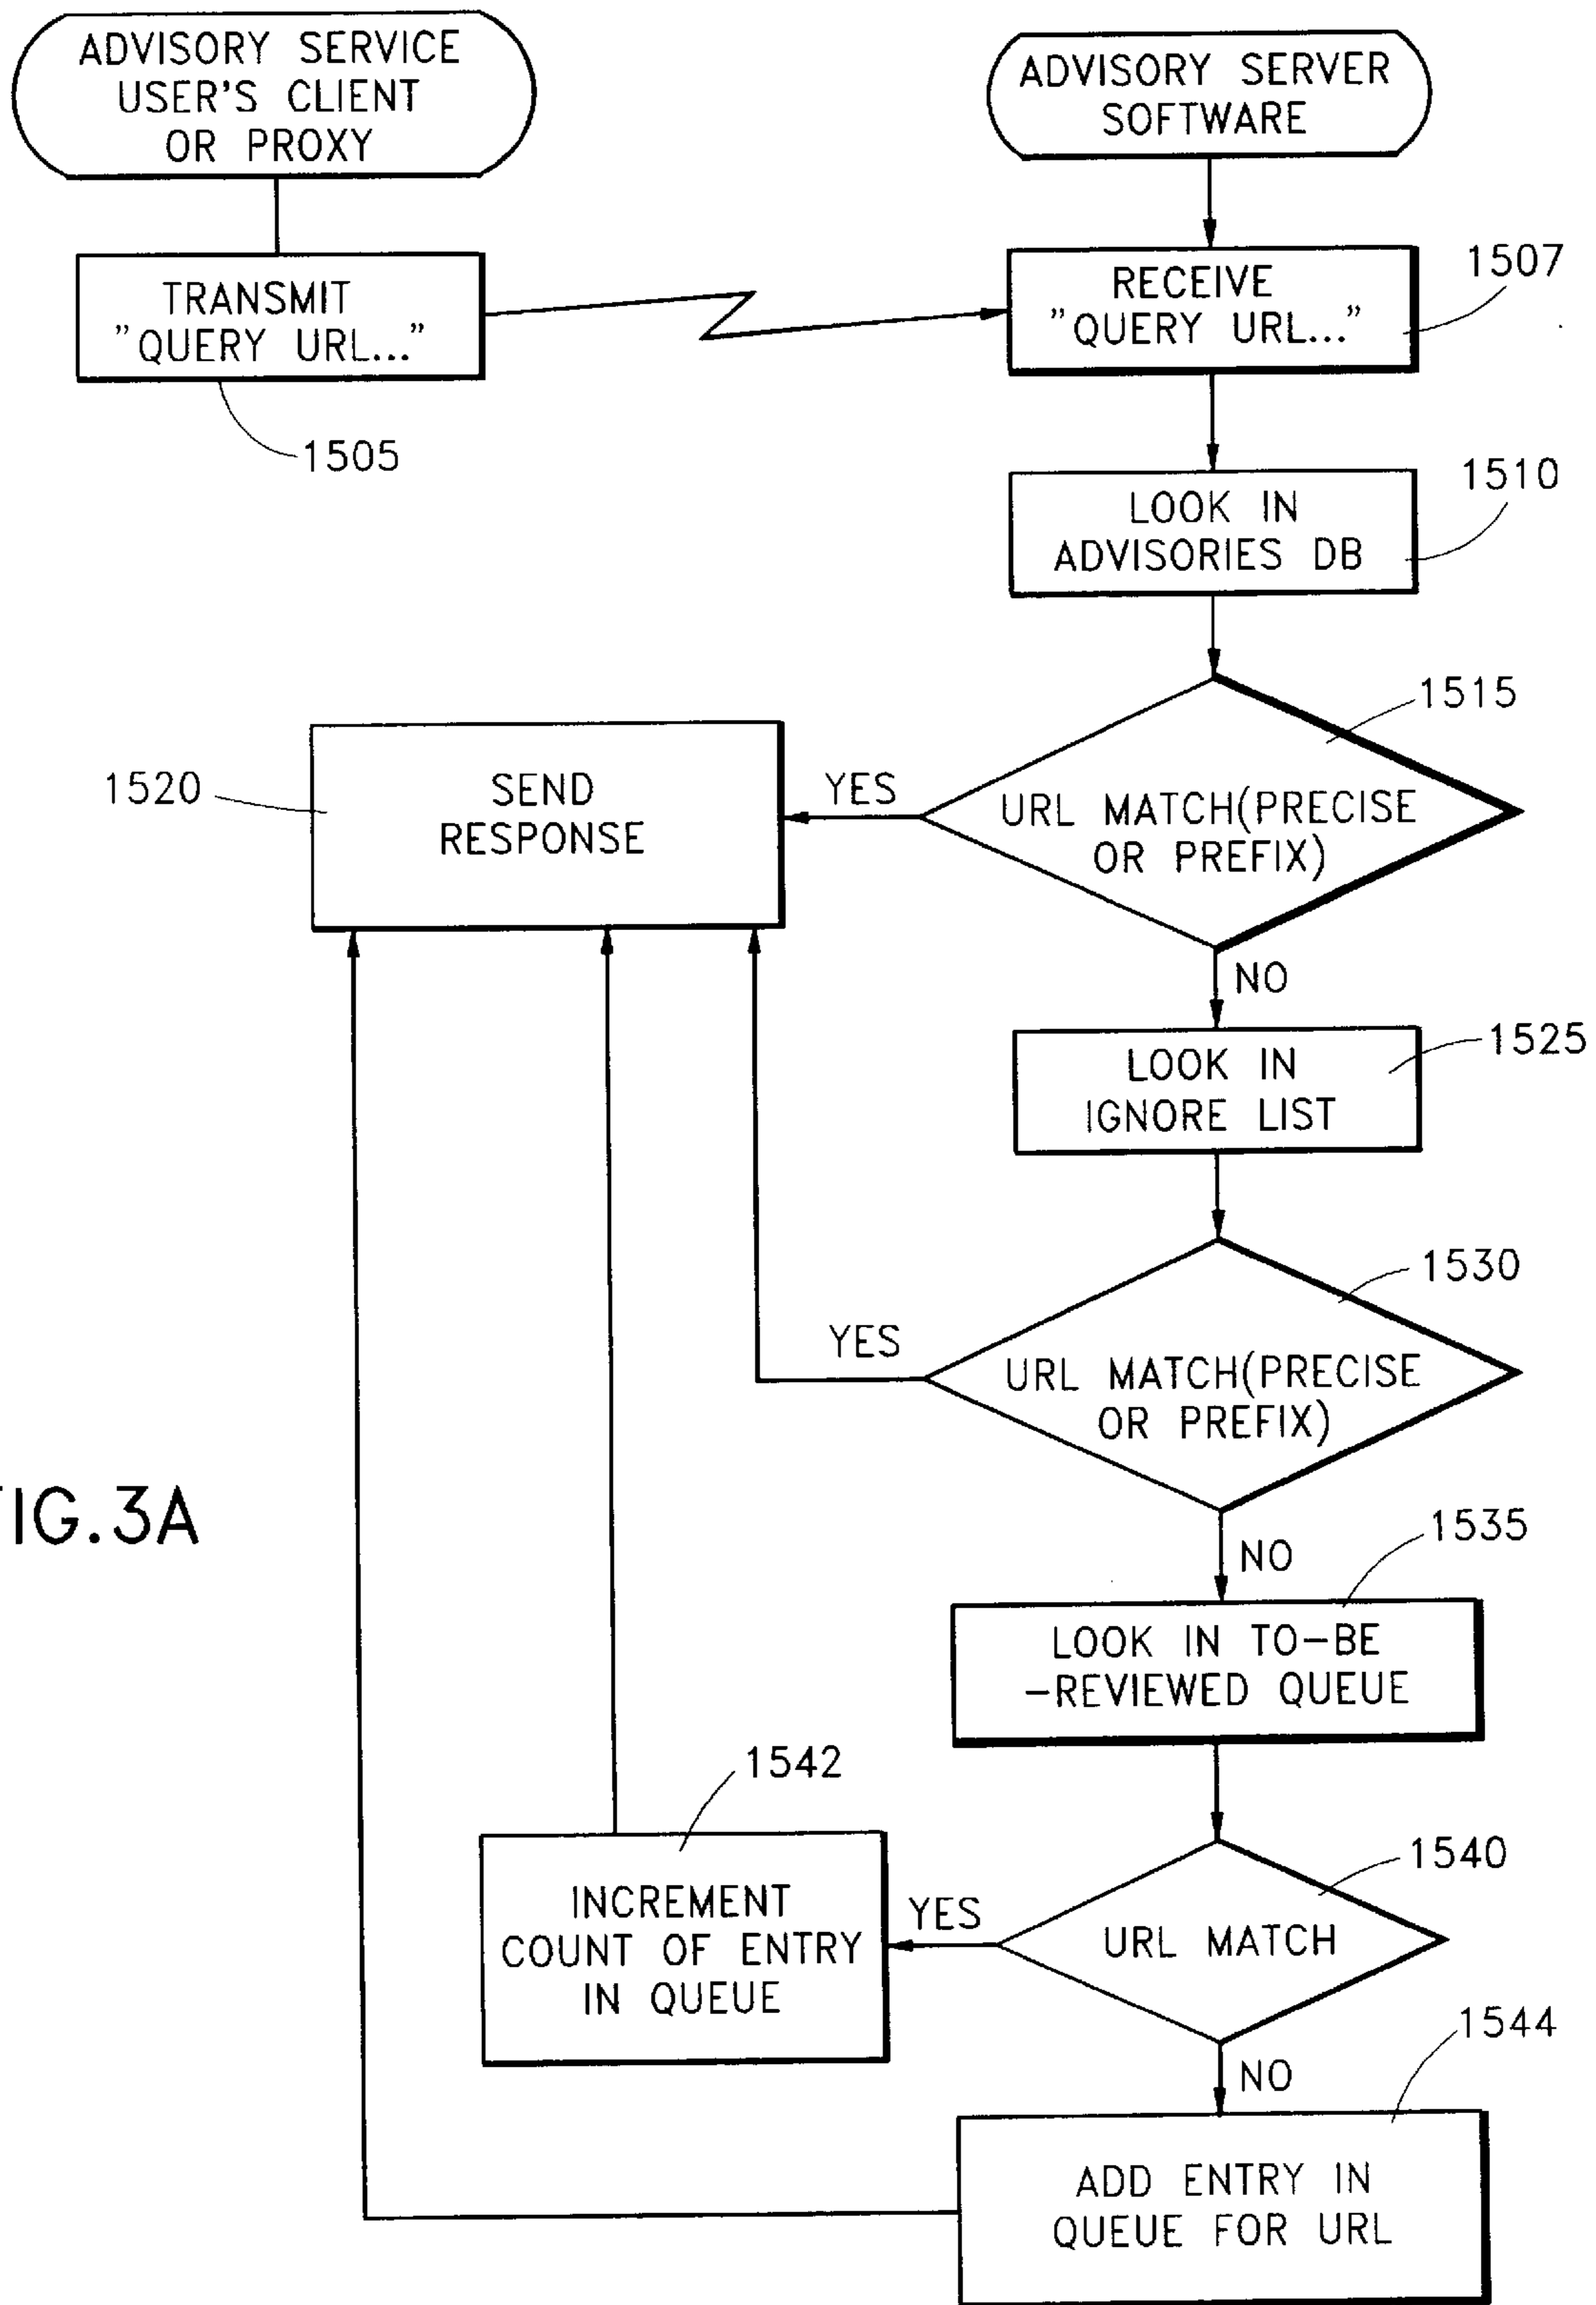 ADVISORY SERVICE
USER'S CLIENT
OR PROXY
ADVISORY SERVER
SOFTWARE
TRANSMIT
"QUERY URL..."
1505
RECEIVE
"QUERY URL..."
1507
LOOK IN
ADVISORIES DB
1510
1515
URL MATCH(PRECISE
OR PREFIX)
YES
1520
SEND
RESPONSE
NO
LOOK IN
IGNORE LIST
1525
1530
URL MATCH(PRECISE
OR PREFIX)
YES
FIG.3A
NO
1535
LOOK IN TO-BE
-REVIEWED QUEUE
1540
URL MATCH
YES
1542
INCREMENT
COUNT OF ENTRY
IN QUEUE
NO
1544
ADD ENTRY IN
QUEUE FOR URL